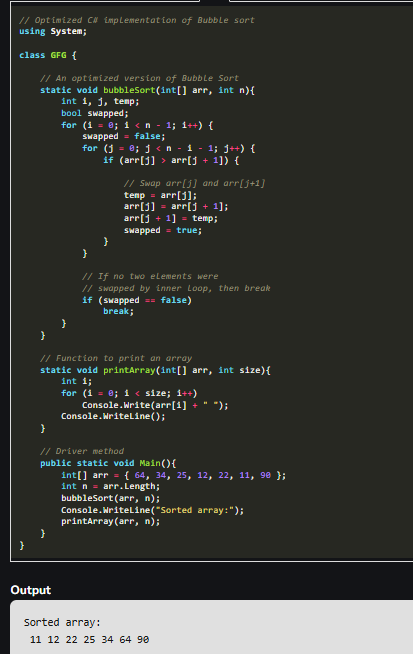 // Optimized C# implementation of Bubble sort
using System;
class GFG {
// An optimized version of Bubble Sort
static void bubbleSort(int[] arr, int n){
int i, j, temp;
bool swapped;
for (i = 0; i < n - 1; i++) {
swapped = false;
for (j = 0; j < n - i - 1; j++) {
if (arr[j] > arr[j + 1]) {
// Swap arr[j] and arr[j+1]
temp = arr[j];
arr[j] = arr[j + 1];
arr[j + 1] = temp;
swapped = true;
}
}
// If no two elements were
// swapped by inner loop, then break
if (swapped == false)
break;
}
}
// Function to print an array
static void printArray(int[] arr, int size){
int i;
for (i = 0; i < size; i++)
Console.Write(arr[i] + " ");
Console.WriteLine();
}
// Driver method
public static void Main(){
int[] arr = { 64, 34, 25, 12, 22, 11, 90 };
int n = arr.Length;
bubbleSort(arr, n);
Console.WriteLine("Sorted array:");
printArray(arr, n);
}
}
Output
Sorted array:
11 12 22 25 34 64 90